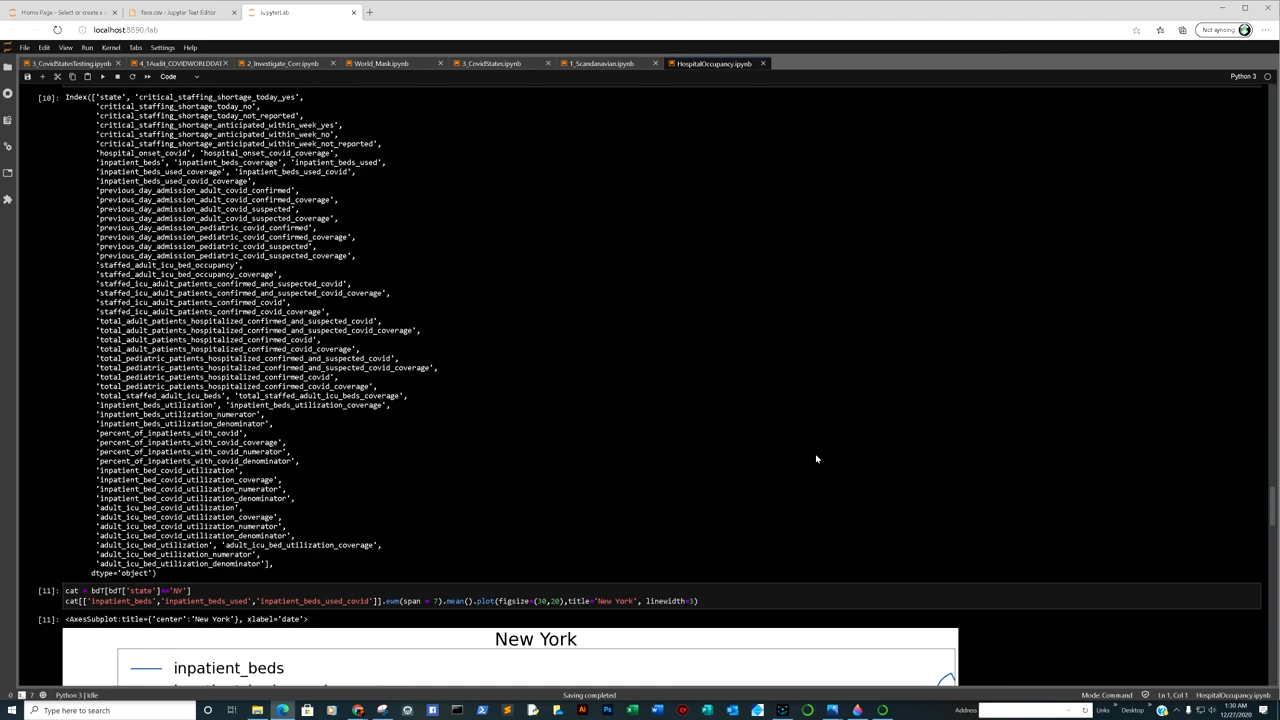 Home Page - Select or create a n
face.csv - Jupyter Text Editor
JupyterLab
localhost:8890/lab
Not syncing
File Edit View Run Kernel Tabs Settings Help
3_CovidStatesTesting.ipynb
4_1Audit_COVIDWORLDDAT
2_Investigate_Corr.ipynb
World_Mask.ipynb
3_CovidStates.ipynb
1_Scandanavian.ipynb
HospitalOccupancy.ipynb
Code
Python 3
[10]: Index(['state', 'critical_staffing_shortage_today_yes',
'critical_staffing_shortage_today_no',
'critical_staffing_shortage_today_not_reported',
'critical_staffing_shortage_anticipated_within_week_yes',
'critical_staffing_shortage_anticipated_within_week_no',
'critical_staffing_shortage_anticipated_within_week_not_reported',
'hospital_onset_covid', 'hospital_onset_covid_coverage',
'inpatient_beds', 'inpatient_beds_coverage', 'inpatient_beds_used',
'inpatient_beds_used_coverage', 'inpatient_beds_used_covid',
'inpatient_beds_used_covid_coverage',
'previous_day_admission_adult_covid_confirmed',
'previous_day_admission_adult_covid_confirmed_coverage',
'previous_day_admission_adult_covid_suspected',
'previous_day_admission_adult_covid_suspected_coverage',
'previous_day_admission_pediatric_covid_confirmed',
'previous_day_admission_pediatric_covid_confirmed_coverage',
'previous_day_admission_pediatric_covid_suspected',
'previous_day_admission_pediatric_covid_suspected_coverage',
'staffed_adult_icu_bed_occupancy',
'staffed_adult_icu_bed_occupancy_coverage',
'staffed_icu_adult_patients_confirmed_and_suspected_covid',
'staffed_icu_adult_patients_confirmed_and_suspected_covid_coverage',
'staffed_icu_adult_patients_confirmed_covid',
'staffed_icu_adult_patients_confirmed_covid_coverage',
'total_adult_patients_hospitalized_confirmed_and_suspected_covid',
'total_adult_patients_hospitalized_confirmed_and_suspected_covid_coverage',
'total_adult_patients_hospitalized_confirmed_covid',
'total_adult_patients_hospitalized_confirmed_covid_coverage',
'total_pediatric_patients_hospitalized_confirmed_and_suspected_covid',
'total_pediatric_patients_hospitalized_confirmed_and_suspected_covid_coverage',
'total_pediatric_patients_hospitalized_confirmed_covid',
'total_pediatric_patients_hospitalized_confirmed_covid_coverage',
'total_staffed_adult_icu_beds', 'total_staffed_adult_icu_beds_coverage',
'inpatient_beds_utilization', 'inpatient_beds_utilization_coverage',
'inpatient_beds_utilization_numerator',
'inpatient_beds_utilization_denominator',
'percent_of_inpatients_with_covid',
'percent_of_inpatients_with_covid_coverage',
'percent_of_inpatients_with_covid_numerator',
'percent_of_inpatients_with_covid_denominator',
'inpatient_bed_covid_utilization',
'inpatient_bed_covid_utilization_coverage',
'inpatient_bed_covid_utilization_numerator',
'inpatient_bed_covid_utilization_denominator',
'adult_icu_bed_covid_utilization',
'adult_icu_bed_covid_utilization_coverage',
'adult_icu_bed_covid_utilization_numerator',
'adult_icu_bed_covid_utilization_denominator',
'adult_icu_bed_utilization', 'adult_icu_bed_utilization_coverage',
'adult_icu_bed_utilization_numerator',
'adult_icu_bed_utilization_denominator'],
dtype='object')
[11]: cat = bdT[bdT['state']=='NY']
cat[['inpatient_beds','inpatient_beds_used','inpatient_beds_used_covid']].ewm(span = 7).mean().plot(figsize=(30,20),title='New York', linewidth=3)
[11]: <AxesSubplot:title={'center':'New York'}, xlabel='date'>
New York
inpatient_beds
0 7 Python 3 | Idle
Saving completed
Mode: Command
Ln 1, Col 1
HospitalOccupancy.ipynb
Type here to search
Address
Links
Desktop
1:30 AM
12/27/2020